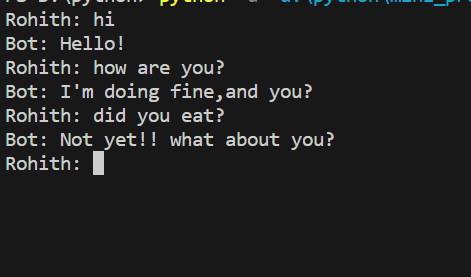 Rohith: hi
Bot: Hello!
Rohith: how are you?
Bot: I'm doing fine,and you?
Rohith: did you eat?
Bot: Not yet!! what about you?
Rohith: